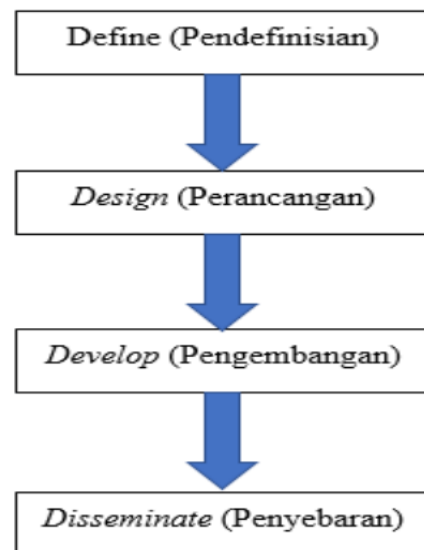 Define (Pendefinisian)
Design (Perancangan)
Develop (Pengembangan)
Disseminate (Penyebaran)